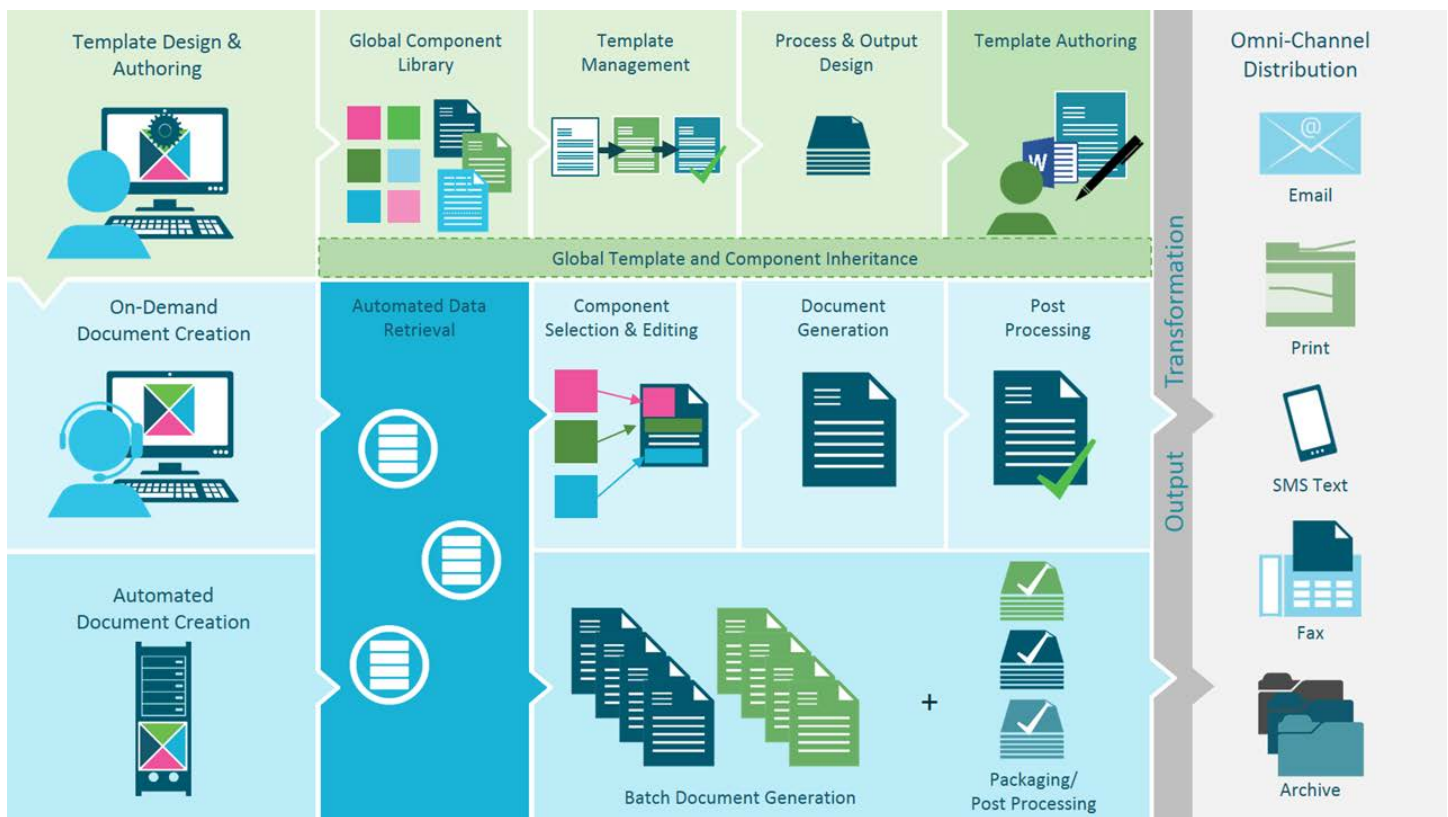 Template Design &
Authoring
Global Component
Library
Template
Management
Process & Output
Design
Template Authoring
W
Global Template and Component Inheritance
On-Demand
Document Creation
Automated Data
Retrieval
Component
Selection & Editing
Document
Generation
Post
Processing
Automated
Document Creation
Batch Document Generation
+
Packaging/
Post Processing
Output Transformation
Omni-Channel
Distribution
@
Email
Print
SMS Text
Fax
Archive